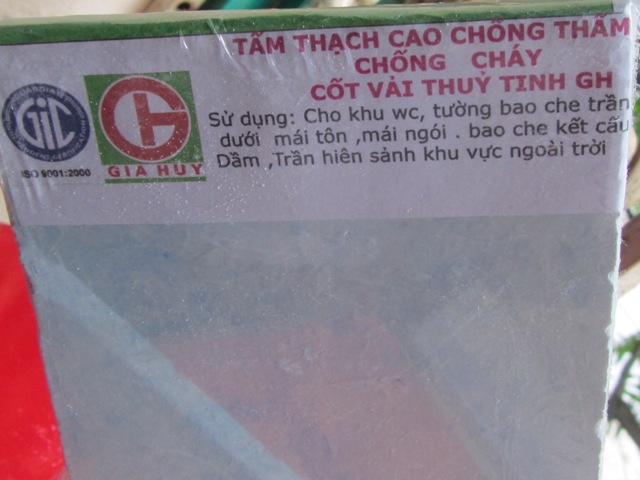 TẤM THẠCH CAO CHỐNG THẤM
CHỐNG CHÁY
CỐT VẢI THUỶ TINH GH
Sử dụng: Cho khu wc, tường bao che trần
dưới mái tôn ,mái ngói . bao che kết cấu
Dầm ,Trần hiên sảnh khu vực ngoài trời
GIC
ISO 9001:2000
GIA HUY